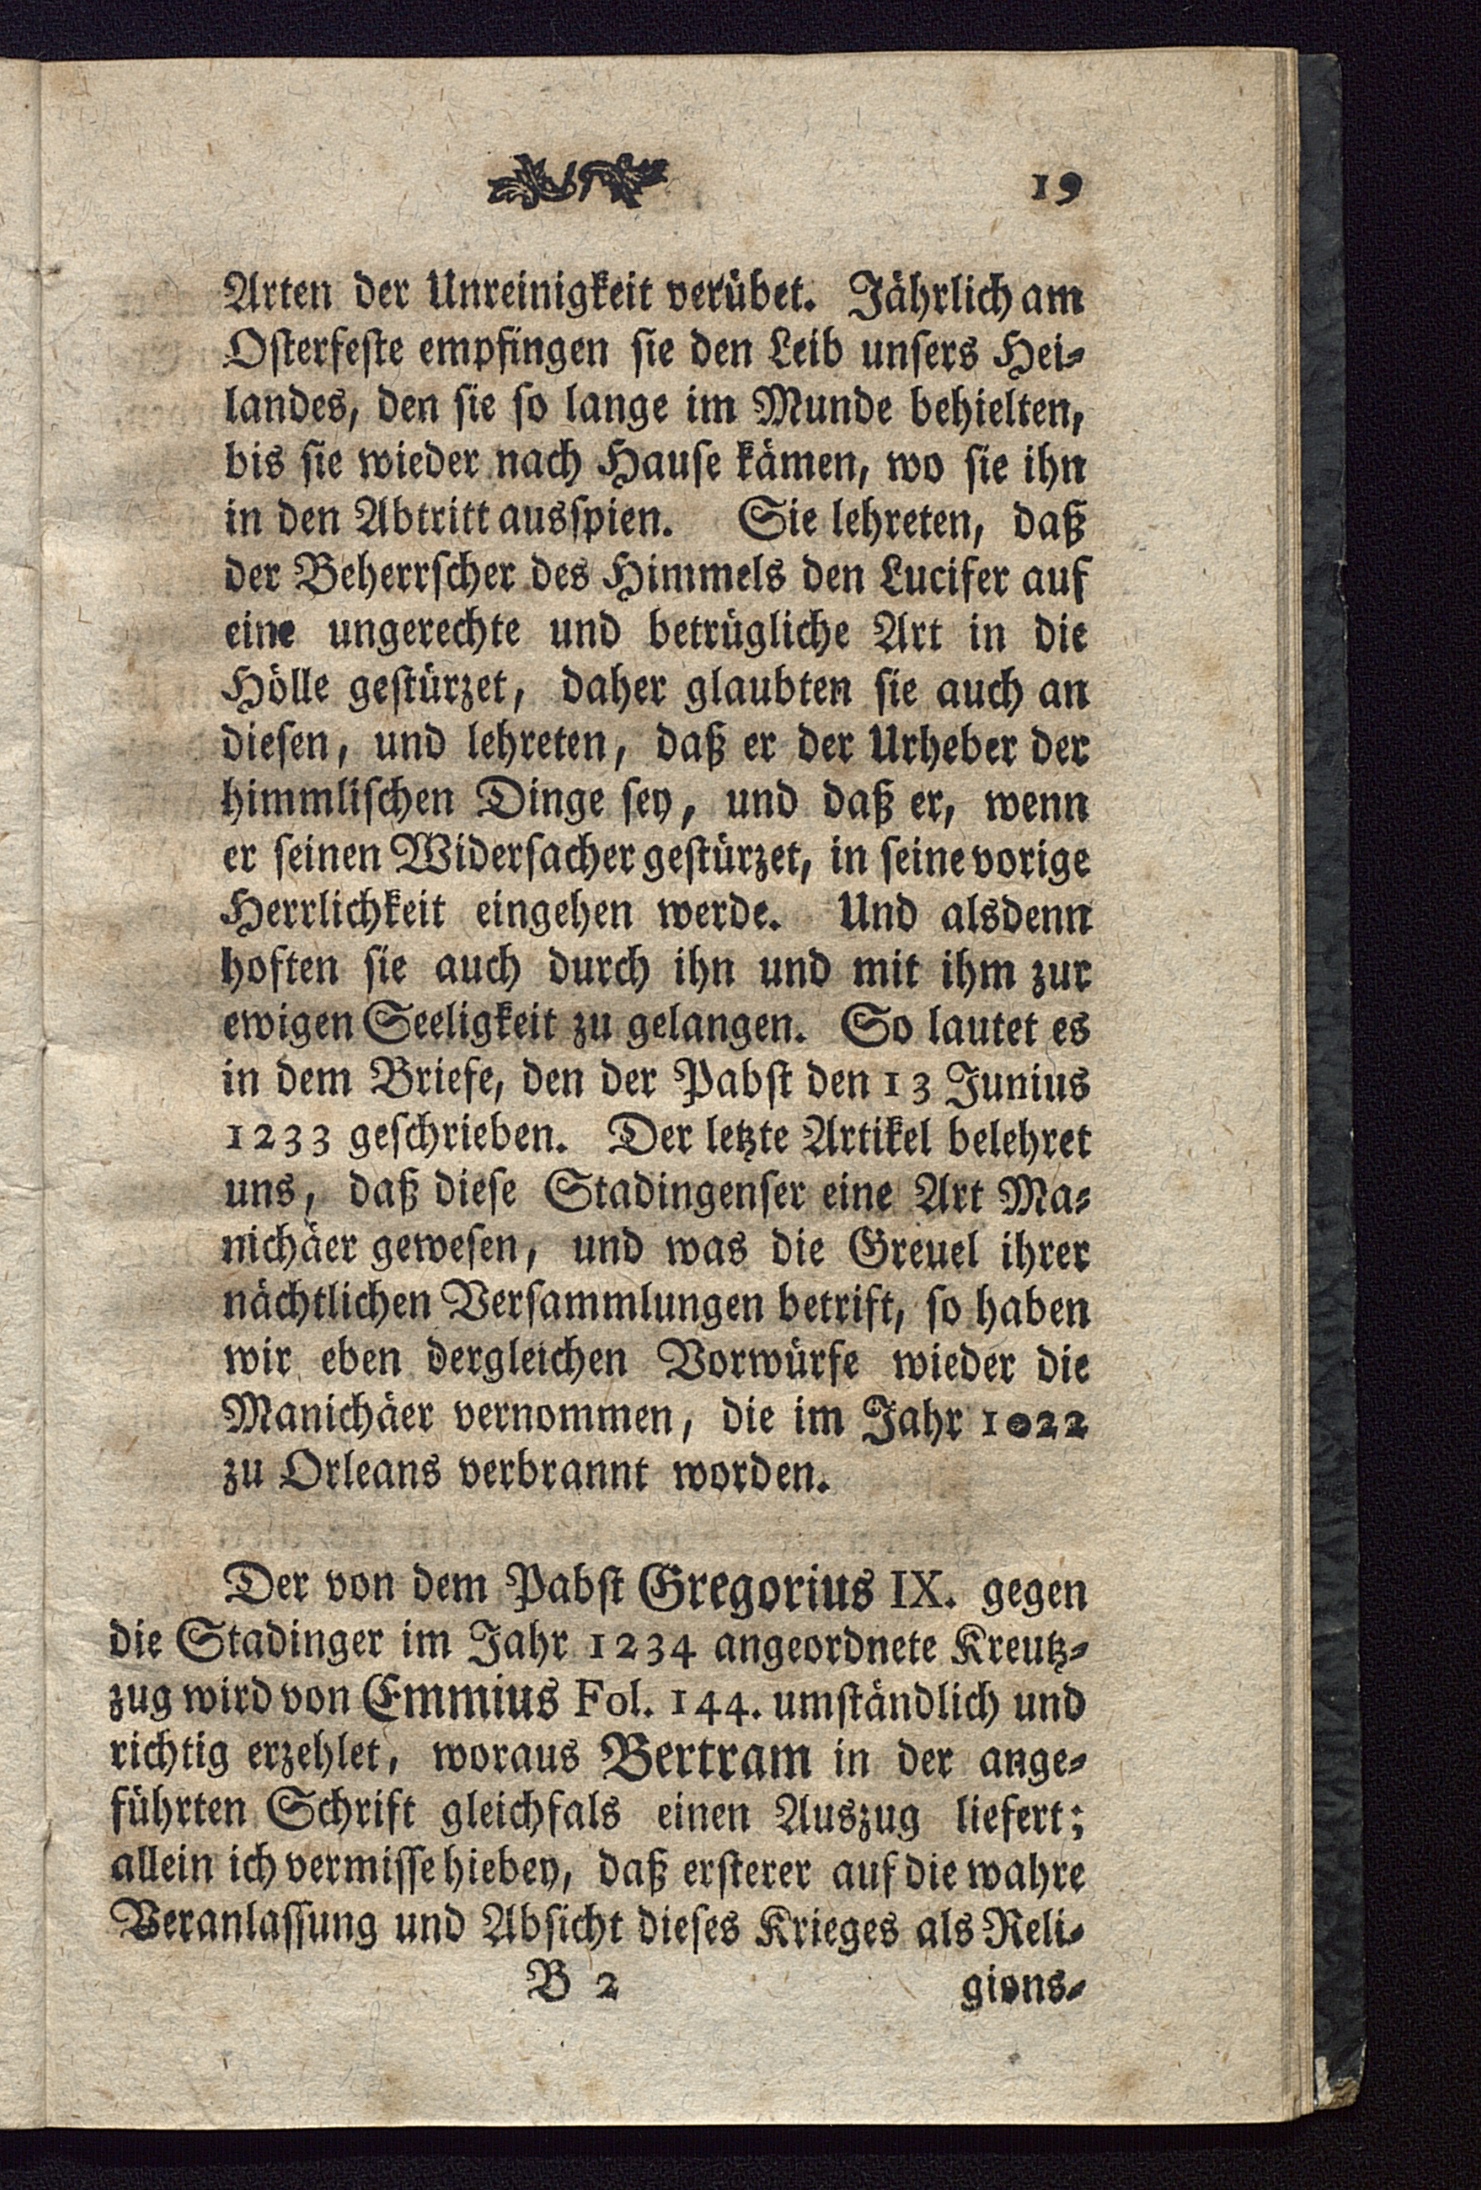 19
Arten der Unreinigkeit verübet. Jährlich am
Osterfeste empfingen sie den Leib unsers Hei-
landes, den sie so lange im Munde behielten,
bis sie wieder nach Hause kämen, wo sie ihn
in den Abtritt ausspien. Sie lehreten, daß
der Beherrscher des Himmels den Lucifer auf
eine ungerechte und betrügliche Art in die
Hölle gestürzet, daher glaubten sie auch an
diesen, und lehreten, daß er der Urheber der
himmlischen Dinge sey, und daß er, wenn
er seinen Widersacher gestürzet, in seine vorige
Herrlichkeit eingehen werde. Und alsdenn
hoften sie auch durch ihn und mit ihm zur
ewigen Seeligkeit zu gelangen. So lautet es
in dem Briefe, den der Pabst den 13 Junius
1233 geschrieben. Der letzte Artikel belehret
uns, daß diese Stadingenser eine Art Ma-
nichäer gewesen, und was die Greuel ihrer
nächtlichen Versammlungen betrift, so haben
wir eben dergleichen Vorwürfe wieder die
Manichäer vernommen, die im Jahr 1022
zu Orleans verbrannt worden.
Der von dem Pabst Gregorius IX. gegen
die Stadinger im Jahr 1234 angeordnete Kreutz-
zug wird von Emmius Fol. 144. umständlich und
richtig erzehlet, woraus Bertram in der ange-
führten Schrift gleichfals einen Auszug liefert;
allein ich vermisse hiebey, daß ersterer auf die wahre
Veranlassung und Absicht dieses Krieges als Reli-
B 2 gions-